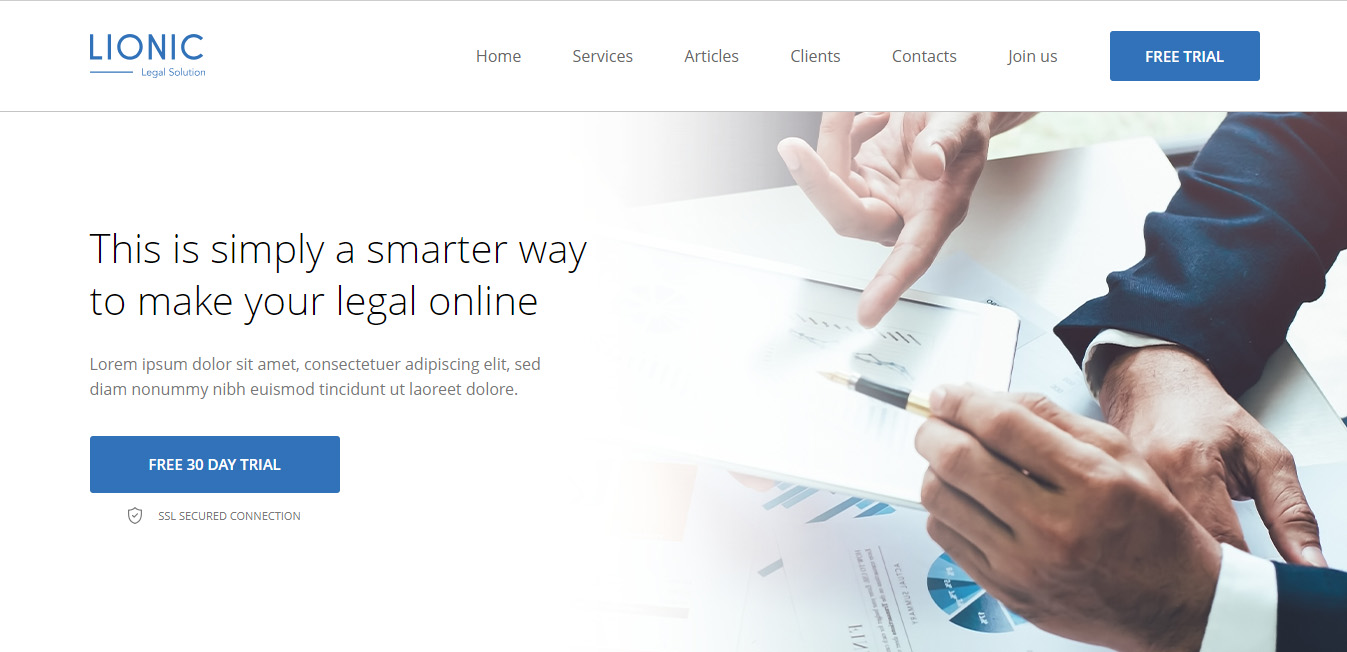 LIONIC
Legal Solution
Home
Services
Articles
Clients
Contacts
Join us
FREE TRIAL
This is simply a smarter way
to make your legal online
Lorem ipsum dolor sit amet, consectetuer adipiscing elit, sed
diam nonummy nibh euismod tincidunt ut laoreet dolore.
FREE 30 DAY TRIAL
SSL SECURED CONNECTION